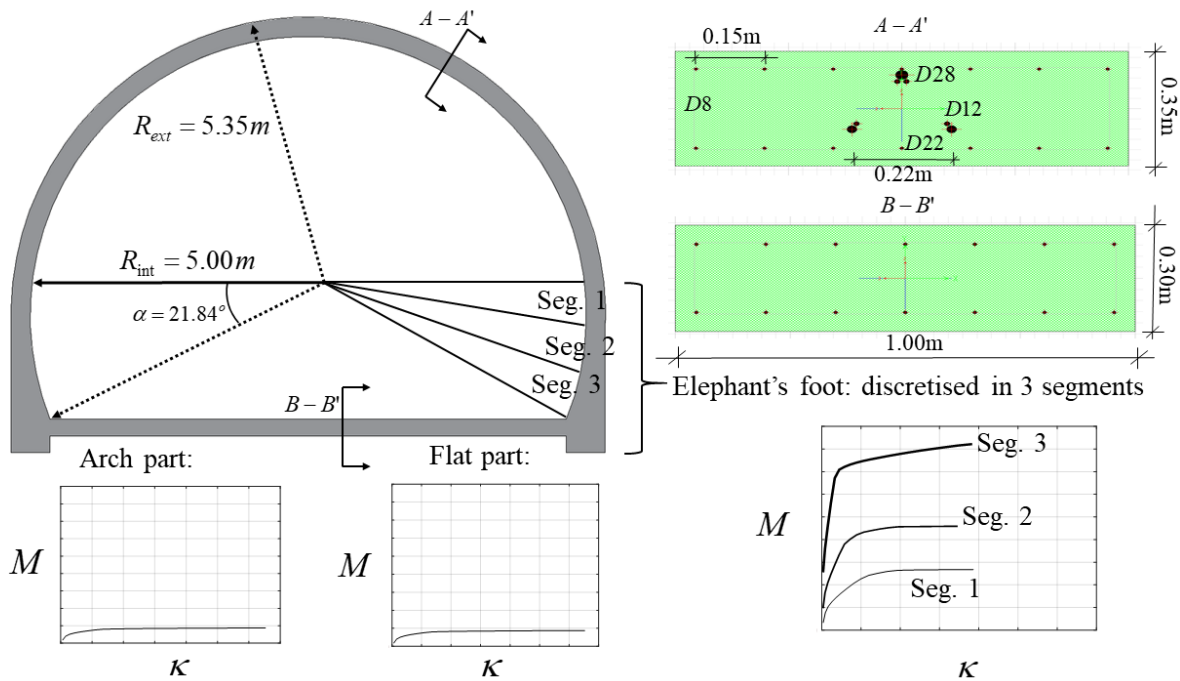 A-A'
R_ext = 5.35m
R_int = 5.00m
α = 21.84°
Seg. 1
Seg. 2
Seg. 3
B-B'
A-A'
0.15m
D28
D8
D12
D22
0.22m
0.35m
B-B'
0.30m
1.00m
Elephant's foot: discretised in 3 segments
Arch part:
Flat part:
M
κ
M
κ
Seg. 3
Seg. 2
Seg. 1
M
κ